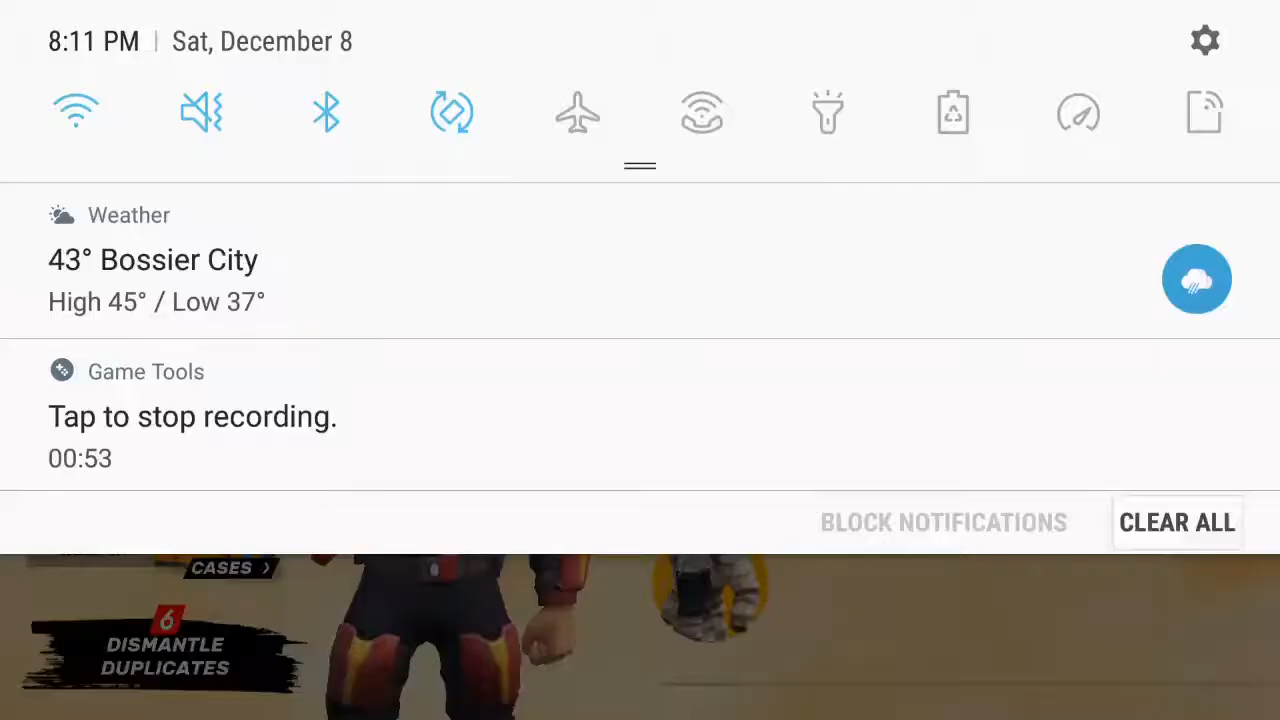 8:11 PM | Sat, December 8
Weather
43° Bossier City
High 45° / Low 37°
Game Tools
Tap to stop recording.
00:53
BLOCK NOTIFICATIONS
CLEAR ALL
CASES >
6
DISMANTLE
DUPLICATES